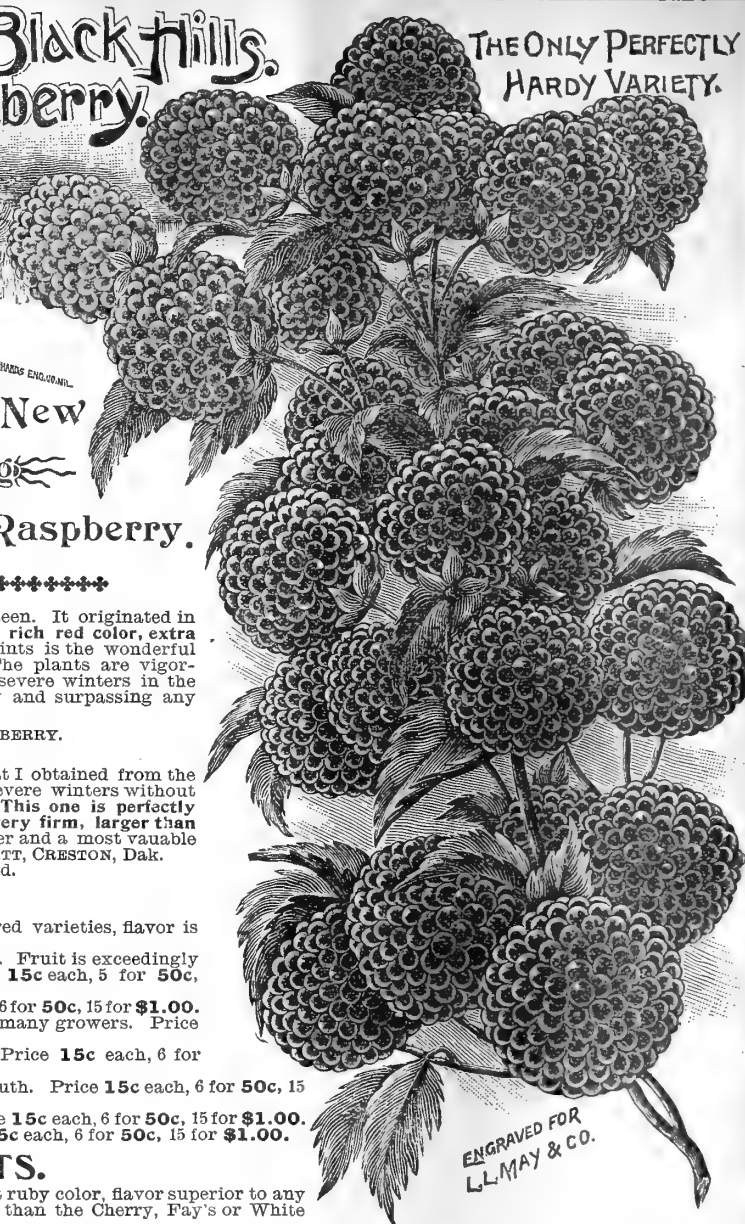 Black Hills.
berry.
THE ONLY PERFECTLY
HARDY VARIETY.
New
Raspberry.
een. It originated in
rich red color, extra
ints is the wonderful
he plants are vigor-
severe winters in the
and surpassing any
BERRY.
t I obtained from the
evere winters without
This one is perfectly
ery firm, larger than
er and a most vauable
TT, CRESTON, Dak.
d.
red varieties, flavor is
. Fruit is exceedingly
15c each, 5 for 50c,
6 for 50c, 15 for $1.00.
many growers. Price
Price 15c each, 6 for
uth. Price 15c each, 6 for 50c, 15
e 15c each, 6 for 50c, 15 for $1.00.
5c each, 6 for 50c, 15 for $1.00.
TS.
ruby color, flavor superior to any
than the Cherry, Fay's or White
ENGRAVED FOR
L.L. MAY & CO.